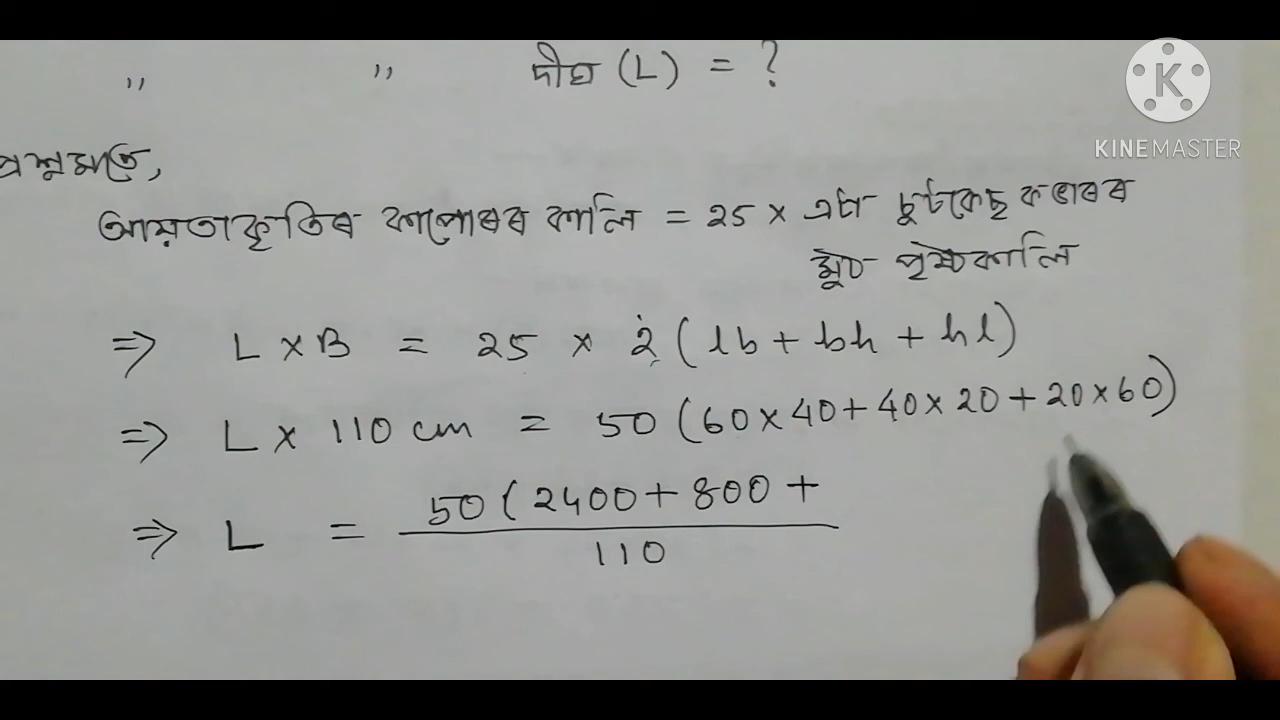 ,, ,, দীঘ (L) = ?
K
KINEMASTER
প্ৰশ্নমতে,
আয়তাকৃতিৰ কাপোৰৰ কালি = 25 × এটা চুটকেছ কভাৰৰ
মুঠ পৃষ্ঠকালি
⇒ L × B = 25 × 2 (lb + bh + hl)
⇒ L × 110 cm = 50 (60 × 40 + 40 × 20 + 20 × 60)
⇒ L = 50 ( 2400 + 800 +
110